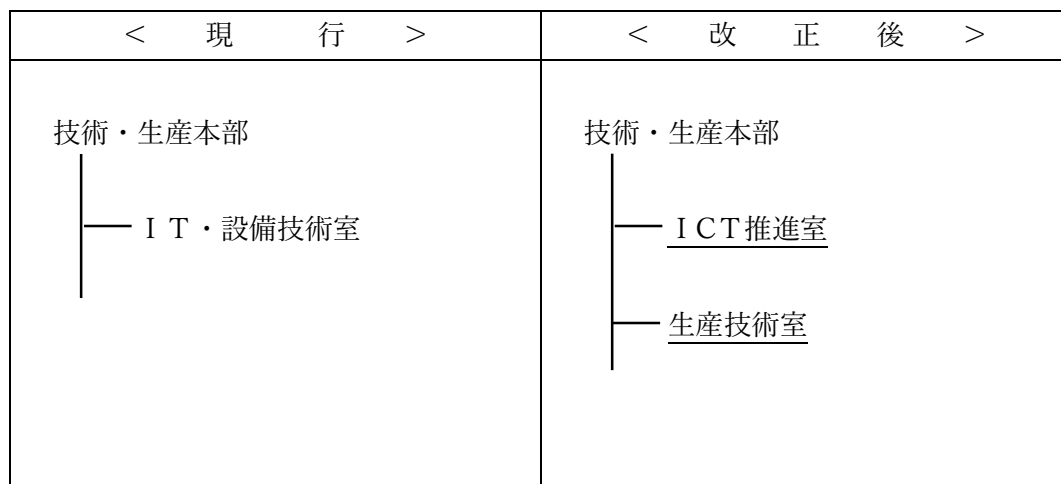 ＜　現　行　＞
＜　改　正　後　＞
技術・生産本部
ＩＴ・設備技術室
技術・生産本部
ＩＣＴ推進室
生産技術室